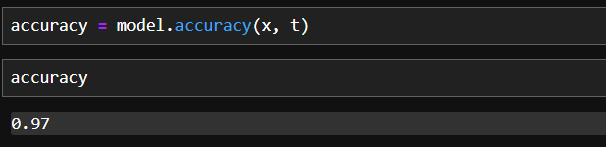 accuracy = model.accuracy(x, t)
accuracy
0.97